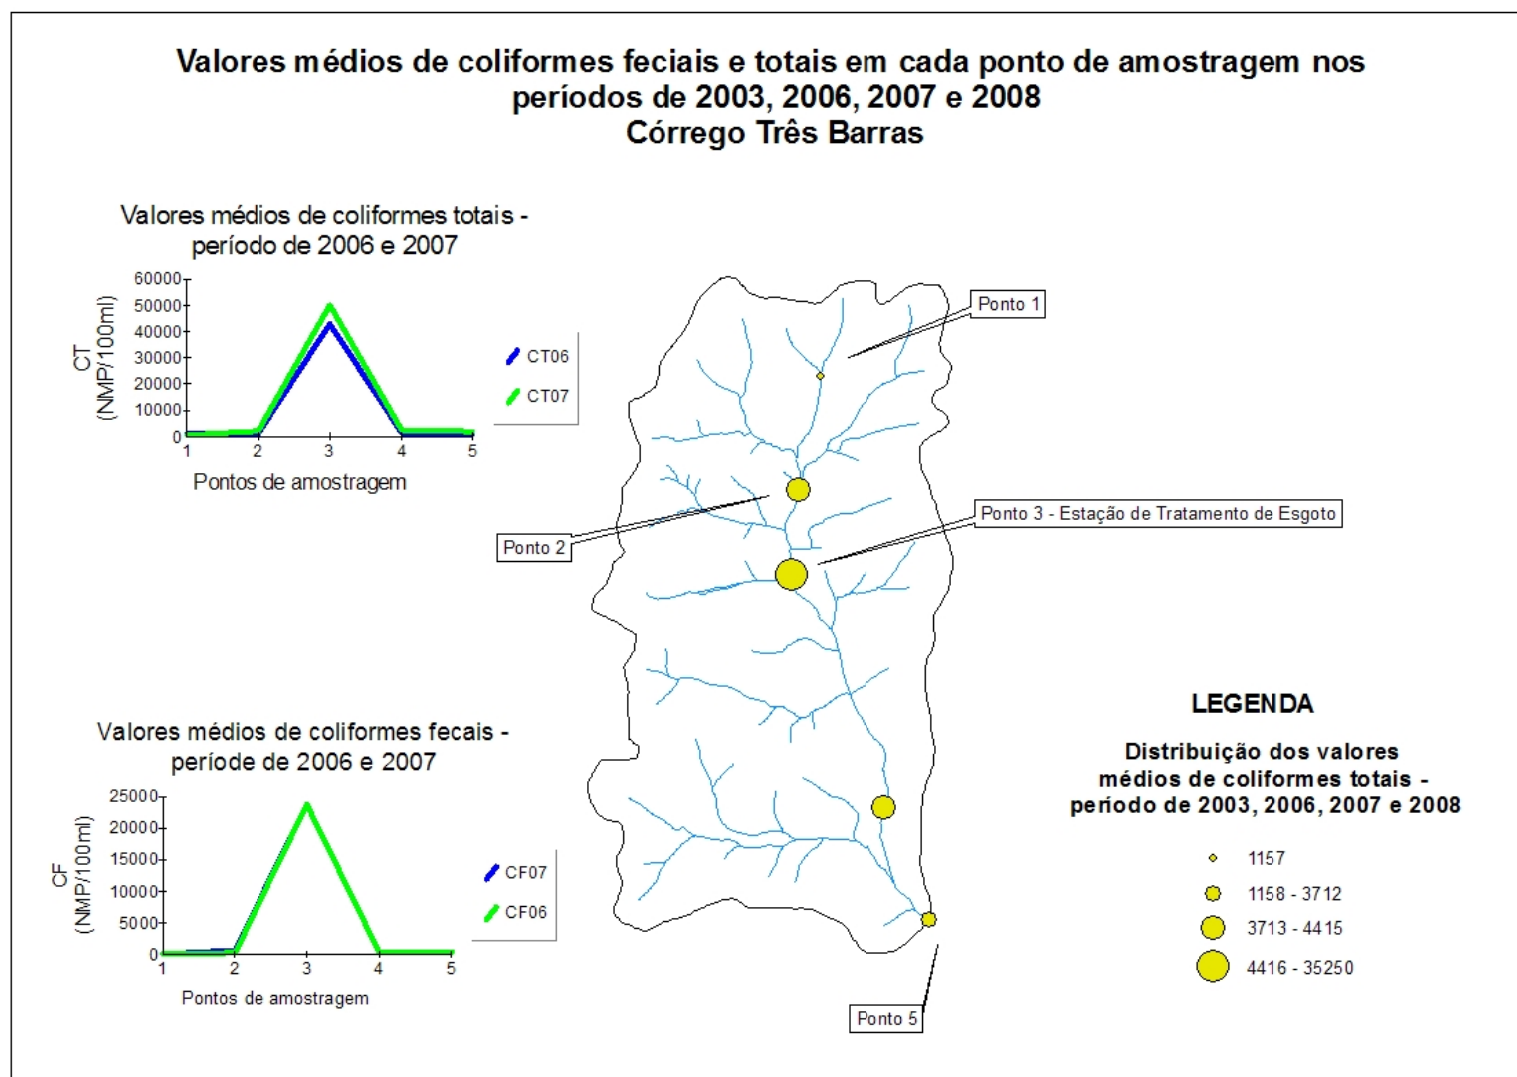 Valores médios de coliformes feciais e totais em cada ponto de amostragem nos
períodos de 2003, 2006, 2007 e 2008
Córrego Três Barras
Valores médios de coliformes totais -
período de 2006 e 2007
CT
(NMP/100ml)
60000
50000
40000
30000
20000
10000
0
1 2 3 4 5
Pontos de amostragem
CT06
CT07
Ponto 1
Ponto 2
Ponto 3 - Estação de Tratamento de Esgoto
Ponto 5
Valores médios de coliformes fecais -
període de 2006 e 2007
CF
(NMP/100ml)
25000
20000
15000
10000
5000
0
1 2 3 4 5
Pontos de amostragem
CF07
CF06
LEGENDA
Distribuição dos valores
médios de coliformes totais -
período de 2003, 2006, 2007 e 2008
1157
1158 - 3712
3713 - 4415
4416 - 35250